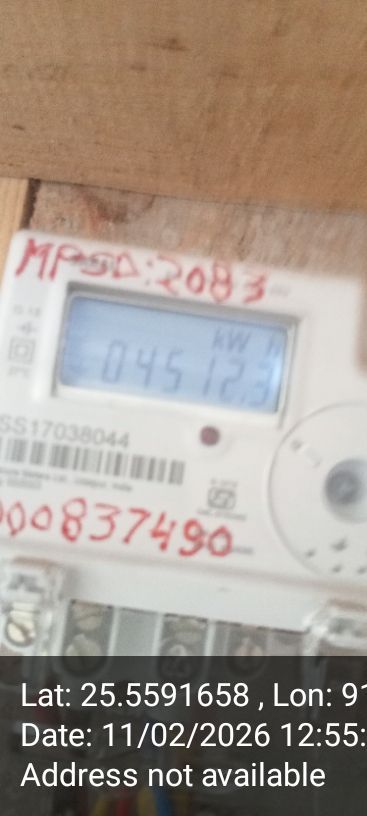 MPSD:2083
kW h
04512.3
SS17038044
000837490
Lat: 25.5591658 , Lon: 91
Date: 11/02/2026 12:55:
Address not available